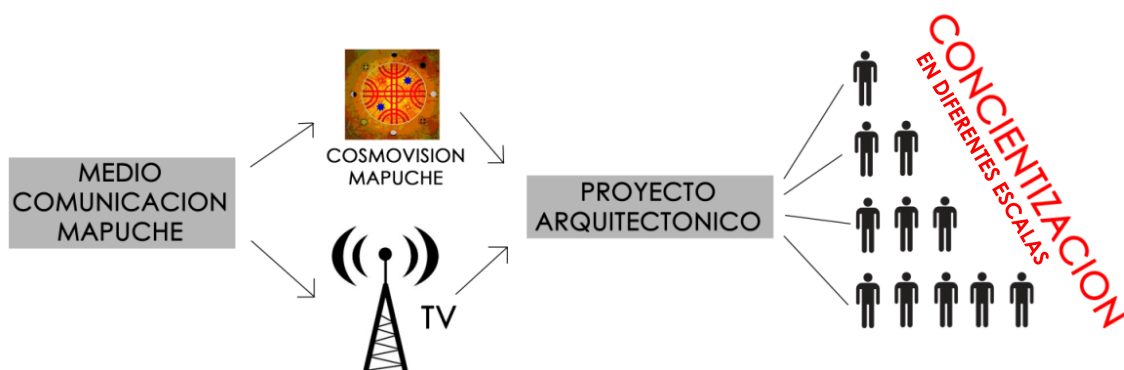 MEDIO
COMUNICACION
MAPUCHE
COSMOVISION
MAPUCHE
TV
PROYECTO
ARQUITECTONICO
CONCIENTIZACION
EN DIFERENTES ESCALAS